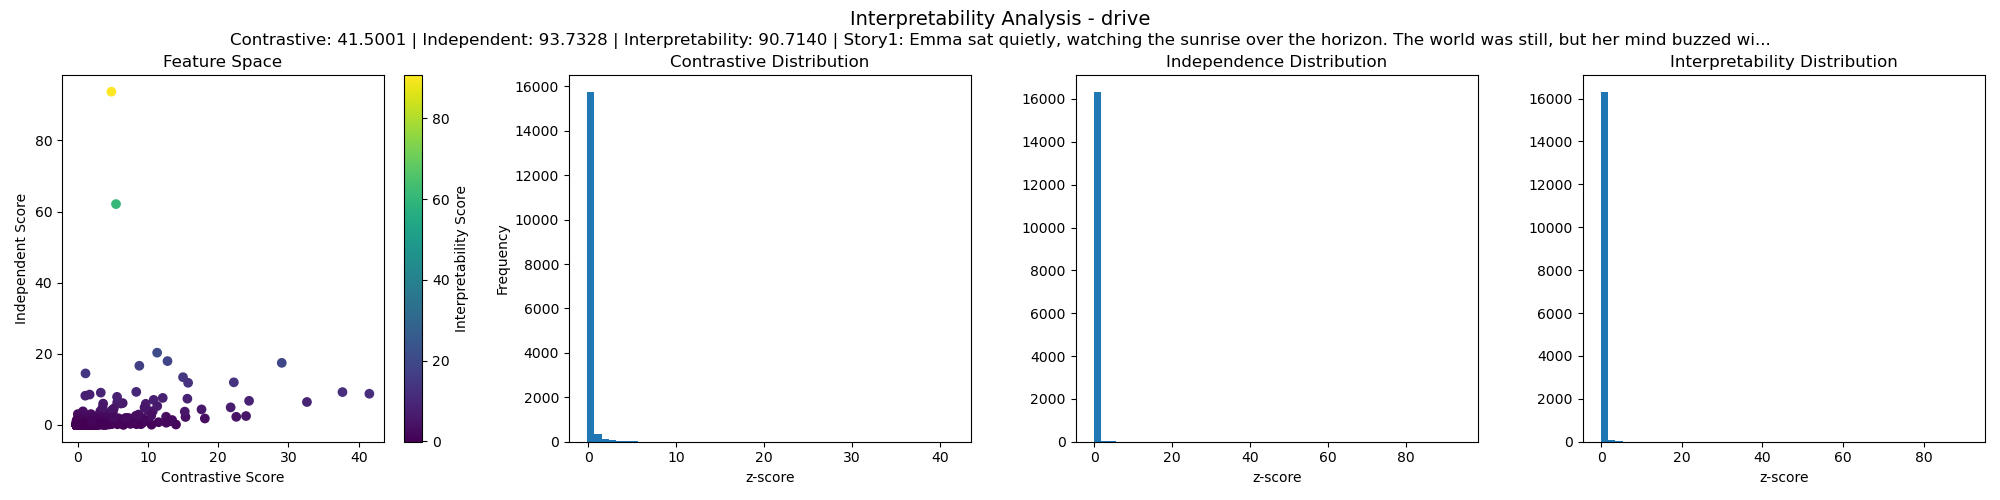 Interpretability Analysis - drive
Contrastive: 41.5001 | Independent: 93.7328 | Interpretability: 90.7140 | Story1: Emma sat quietly, watching the sunrise over the horizon. The world was still, but her mind buzzed wi...
Feature Space
Independent Score
80
60
40
20
0
0 10 20 30 40
Contrastive Score
80
60
40
20
0
Interpretability Score
Contrastive Distribution
Frequency
16000
14000
12000
10000
8000
6000
4000
2000
0
0 10 20 30 40
z-score
Independence Distribution
16000
14000
12000
10000
8000
6000
4000
2000
0
0 20 40 60 80
z-score
Interpretability Distribution
16000
14000
12000
10000
8000
6000
4000
2000
0
0 20 40 60 80
z-score